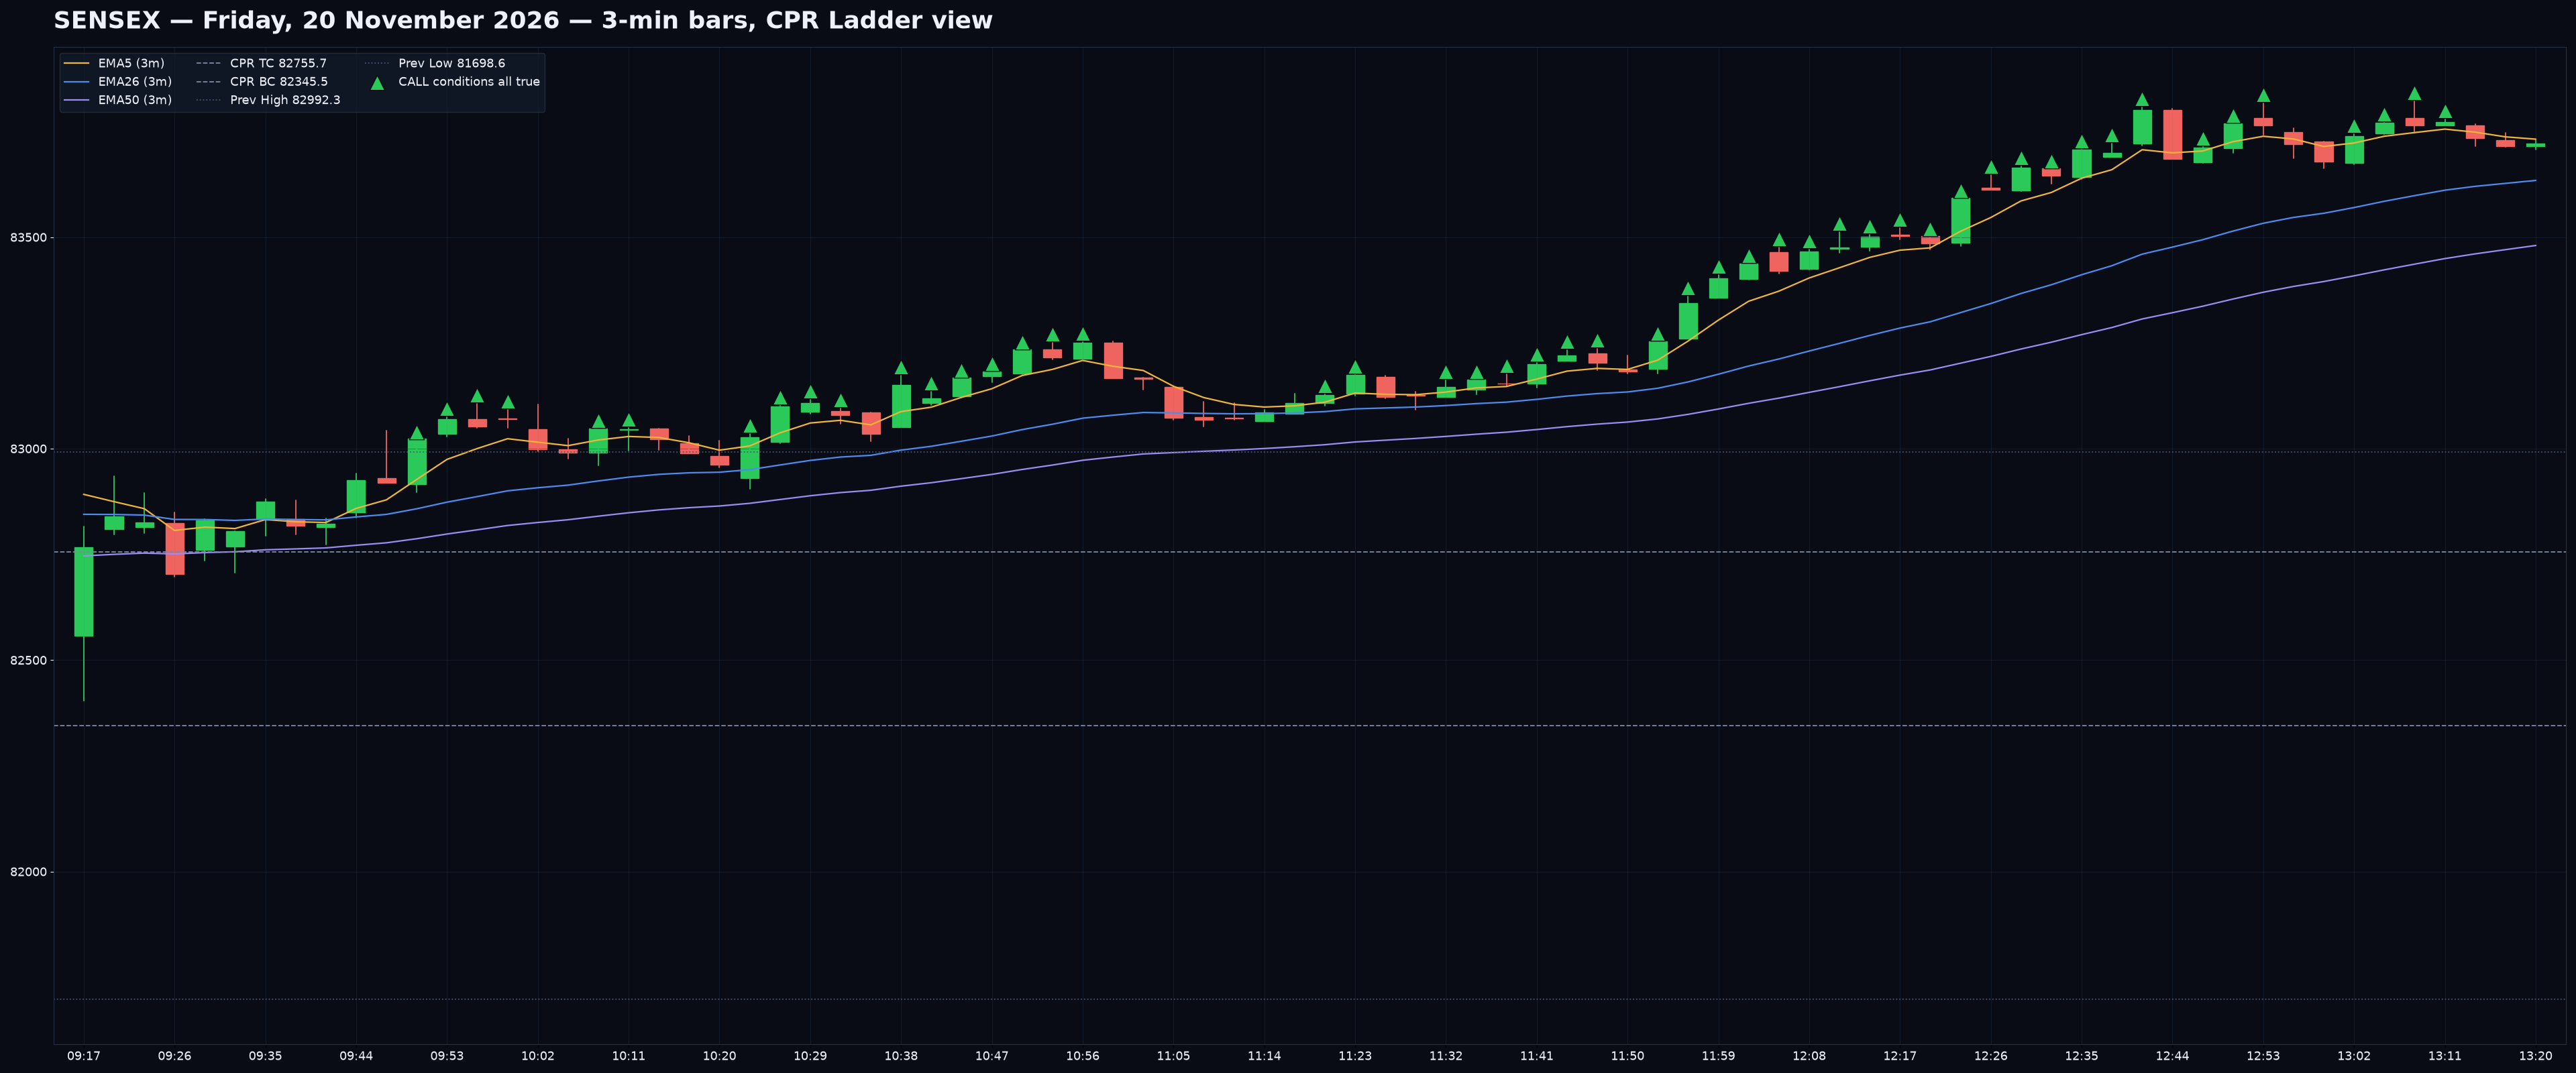 SENSEX — Friday, 20 November 2026 — 3-min bars, CPR Ladder view
EMA5 (3m)
EMA26 (3m)
EMA50 (3m)
CPR TC 82755.7
CPR BC 82345.5
Prev High 82992.3
Prev Low 81698.6
CALL conditions all true
83500
83000
82500
82000
09:17 09:26 09:35 09:44 09:53 10:02 10:11 10:20 10:29 10:38 10:47 10:56 11:05 11:14 11:23 11:32 11:41 11:50 11:59 12:08 12:17 12:26 12:35 12:44 12:53 13:02 13:11 13:20